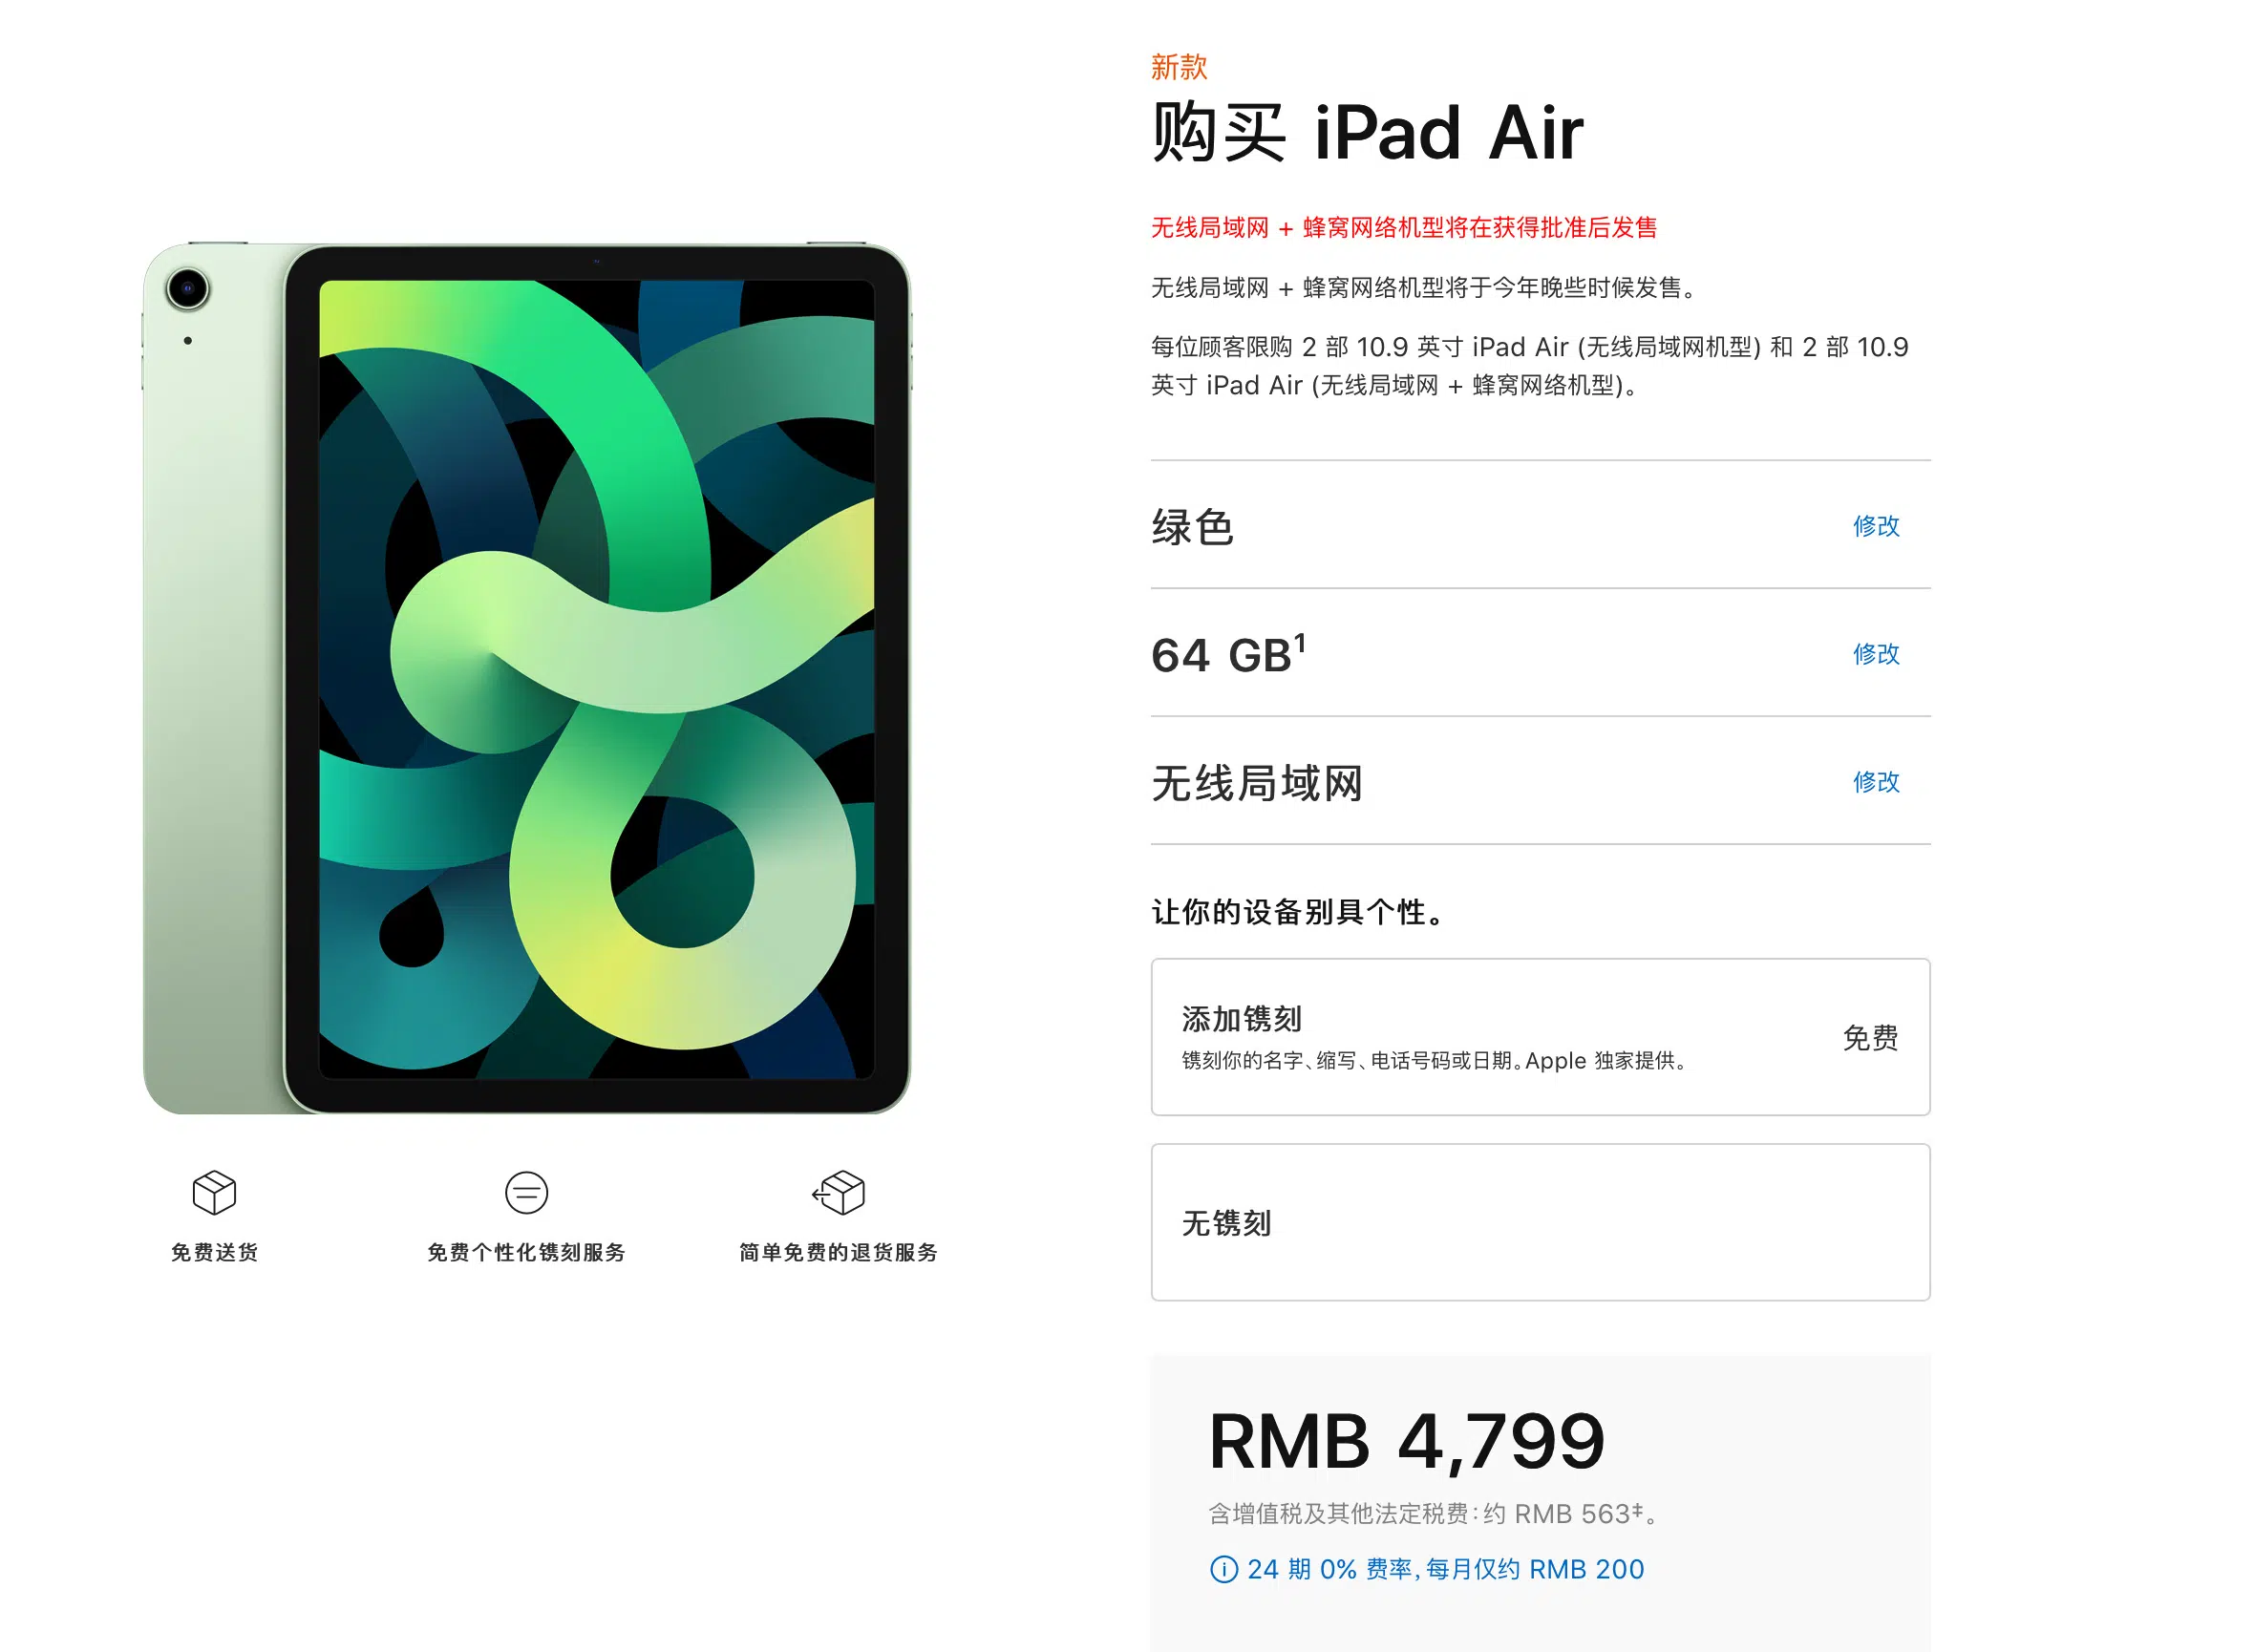 新款
购买 iPad Air
无线局域网 + 蜂窝网络机型将在获得批准后发售
无线局域网 + 蜂窝网络机型将于今年晚些时候发售。
每位顾客限购 2 部 10.9 英寸 iPad Air (无线局域网机型) 和 2 部 10.9
英寸 iPad Air (无线局域网 + 蜂窝网络机型)。
绿色
修改
64 GB¹
修改
无线局域网
修改
让你的设备别具个性。
添加镌刻
镌刻你的名字、缩写、电话号码或日期。Apple 独家提供。
免费
无镌刻
免费送货
免费个性化镌刻服务
简单免费的退货服务
RMB 4,799
含增值税及其他法定税费：约 RMB 563‡。
24 期 0% 费率，每月仅约 RMB 200